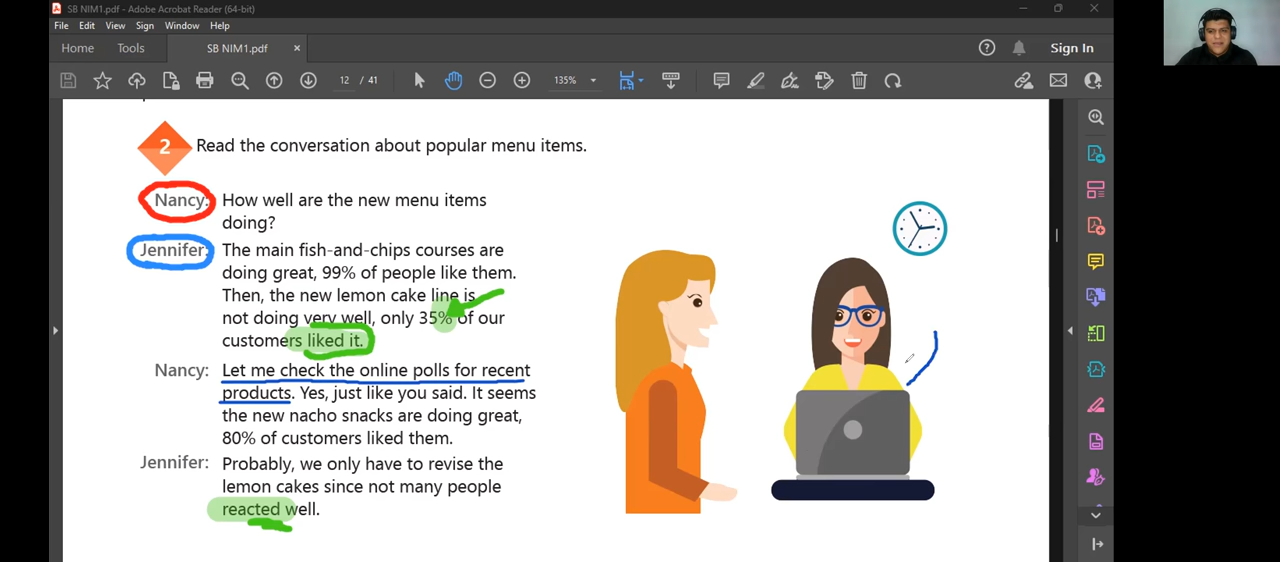 SB NIM1.pdf - Adobe Acrobat Reader (64-bit)
File Edit View Sign Window Help
Home Tools SB NIM1.pdf × Sign In
12 / 41 135%
2 Read the conversation about popular menu items.
Nancy: How well are the new menu items
doing?
Jennifer: The main fish-and-chips courses are
doing great, 99% of people like them.
Then, the new lemon cake line is
not doing very well, only 35% of our
customers liked it.
Nancy: Let me check the online polls for recent
products. Yes, just like you said. It seems
the new nacho snacks are doing great,
80% of customers liked them.
Jennifer: Probably, we only have to revise the
lemon cakes since not many people
reacted well.